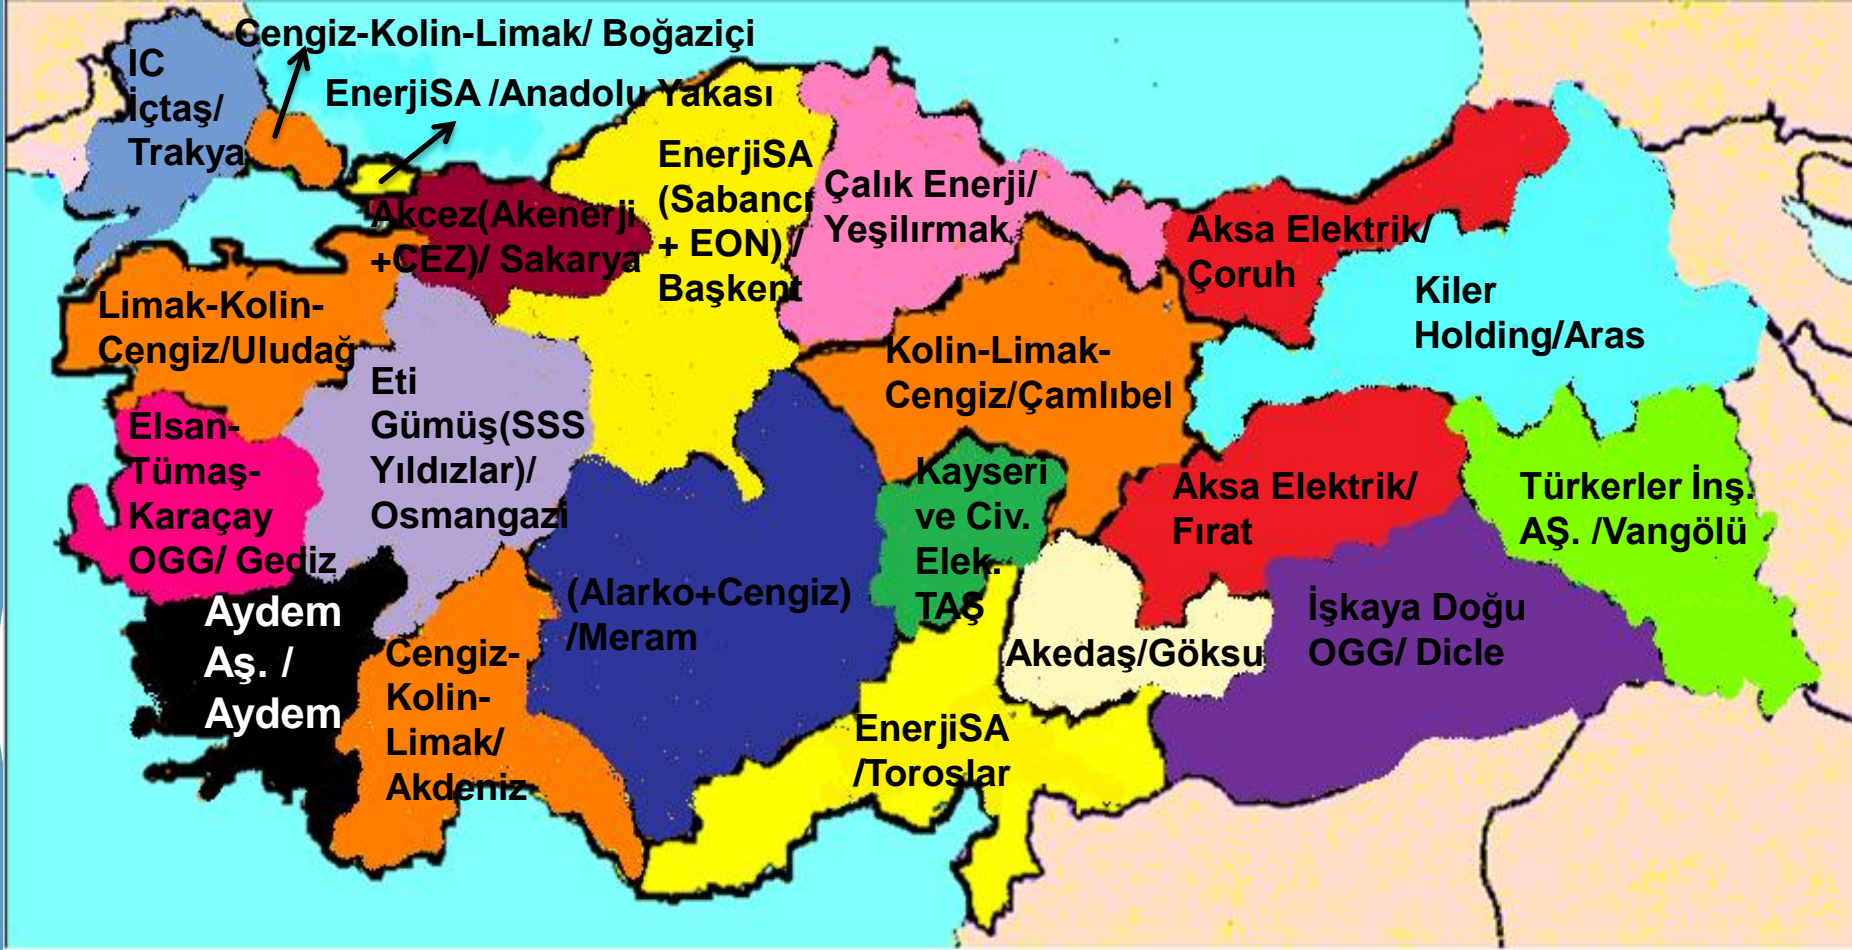 Cengiz-Kolin-Limak/ Boğaziçi
IC
İçtaş/
Trakya
EnerjiSA /Anadolu Yakası
EnerjiSA
(Sabancı
+ EON) /
Başkent
Çalık Enerji/
Yeşilırmak
Akcez(Akenerji
+CEZ)/ Sakarya
Aksa Elektrik/
Çoruh
Kiler
Holding/Aras
Limak-Kolin-
Cengiz/Uludağ
Kolin-Limak-
Cengiz/Çamlıbel
Eti
Gümüş(SSS
Yıldızlar)/
Osmangazi
Elsan-
Tümaş-
Karaçay
OGG/ Gediz
Kayseri
ve Civ.
Elek.
TAŞ
Aksa Elektrik/
Fırat
Türkerler İnş.
AŞ. /Vangölü
Aydem
Aş. /
Aydem
(Alarko+Cengiz)
/Meram
Cengiz-
Kolin-
Limak/
Akdeniz
Akedaş/Göksu
İşkaya Doğu
OGG/ Dicle
EnerjiSA
/Toroslar